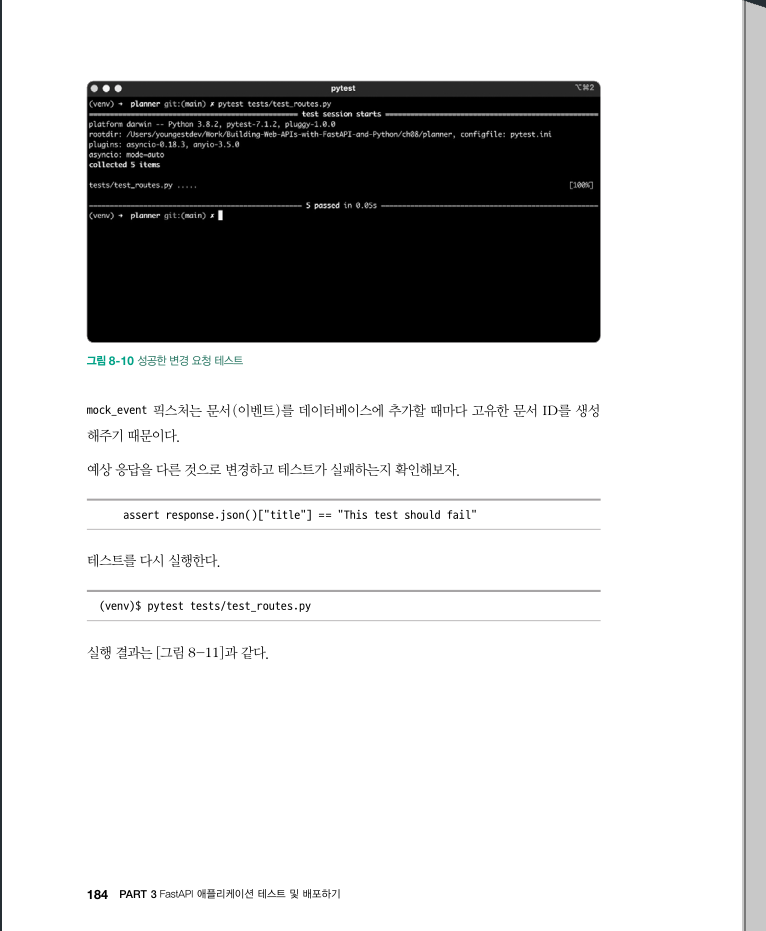 pytest
⌥⌘2
(venv) → planner git:(main) ✗ pytest tests/test_routes.py
test session starts
platform darwin -- Python 3.8.2, pytest-7.1.2, pluggy-1.0.0
rootdir: /Users/youngestdev/Work/Building-Web-APIs-with-FastAPI-and-Python/ch08/planner, configfile: pytest.ini
plugins: asyncio-0.18.3, anyio-3.5.0
asyncio: mode=auto
collected 5 items
tests/test_routes.py ..... [100%]
5 passed in 0.05s
(venv) → planner git:(main) ✗
그림 8-10 성공한 변경 요청 테스트
mock_event 픽스처는 문서(이벤트)를 데이터베이스에 추가할 때마다 고유한 문서 ID를 생성
해주기 때문이다.
예상 응답을 다른 것으로 변경하고 테스트가 실패하는지 확인해보자.
assert response.json()["title"] == "This test should fail"
테스트를 다시 실행한다.
(venv)$ pytest tests/test_routes.py
실행 결과는 [그림 8-11]과 같다.
184 PART 3 FastAPI 애플리케이션 테스트 및 배포하기